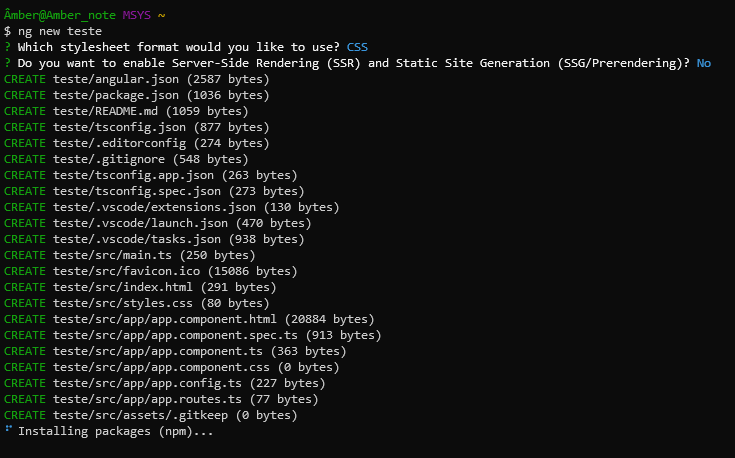 Âmber@Amber_note MSYS ~
$ ng new teste
? Which stylesheet format would you like to use? CSS
? Do you want to enable Server-Side Rendering (SSR) and Static Site Generation (SSG/Prerendering)? No
CREATE teste/angular.json (2587 bytes)
CREATE teste/package.json (1036 bytes)
CREATE teste/README.md (1059 bytes)
CREATE teste/tsconfig.json (877 bytes)
CREATE teste/.editorconfig (274 bytes)
CREATE teste/.gitignore (548 bytes)
CREATE teste/tsconfig.app.json (263 bytes)
CREATE teste/tsconfig.spec.json (273 bytes)
CREATE teste/.vscode/extensions.json (130 bytes)
CREATE teste/.vscode/launch.json (470 bytes)
CREATE teste/.vscode/tasks.json (938 bytes)
CREATE teste/src/main.ts (250 bytes)
CREATE teste/src/favicon.ico (15086 bytes)
CREATE teste/src/index.html (291 bytes)
CREATE teste/src/styles.css (80 bytes)
CREATE teste/src/app/app.component.html (20884 bytes)
CREATE teste/src/app/app.component.spec.ts (913 bytes)
CREATE teste/src/app/app.component.ts (363 bytes)
CREATE teste/src/app/app.component.css (0 bytes)
CREATE teste/src/app/app.config.ts (227 bytes)
CREATE teste/src/app/app.routes.ts (77 bytes)
CREATE teste/src/assets/.gitkeep (0 bytes)
Installing packages (npm)...